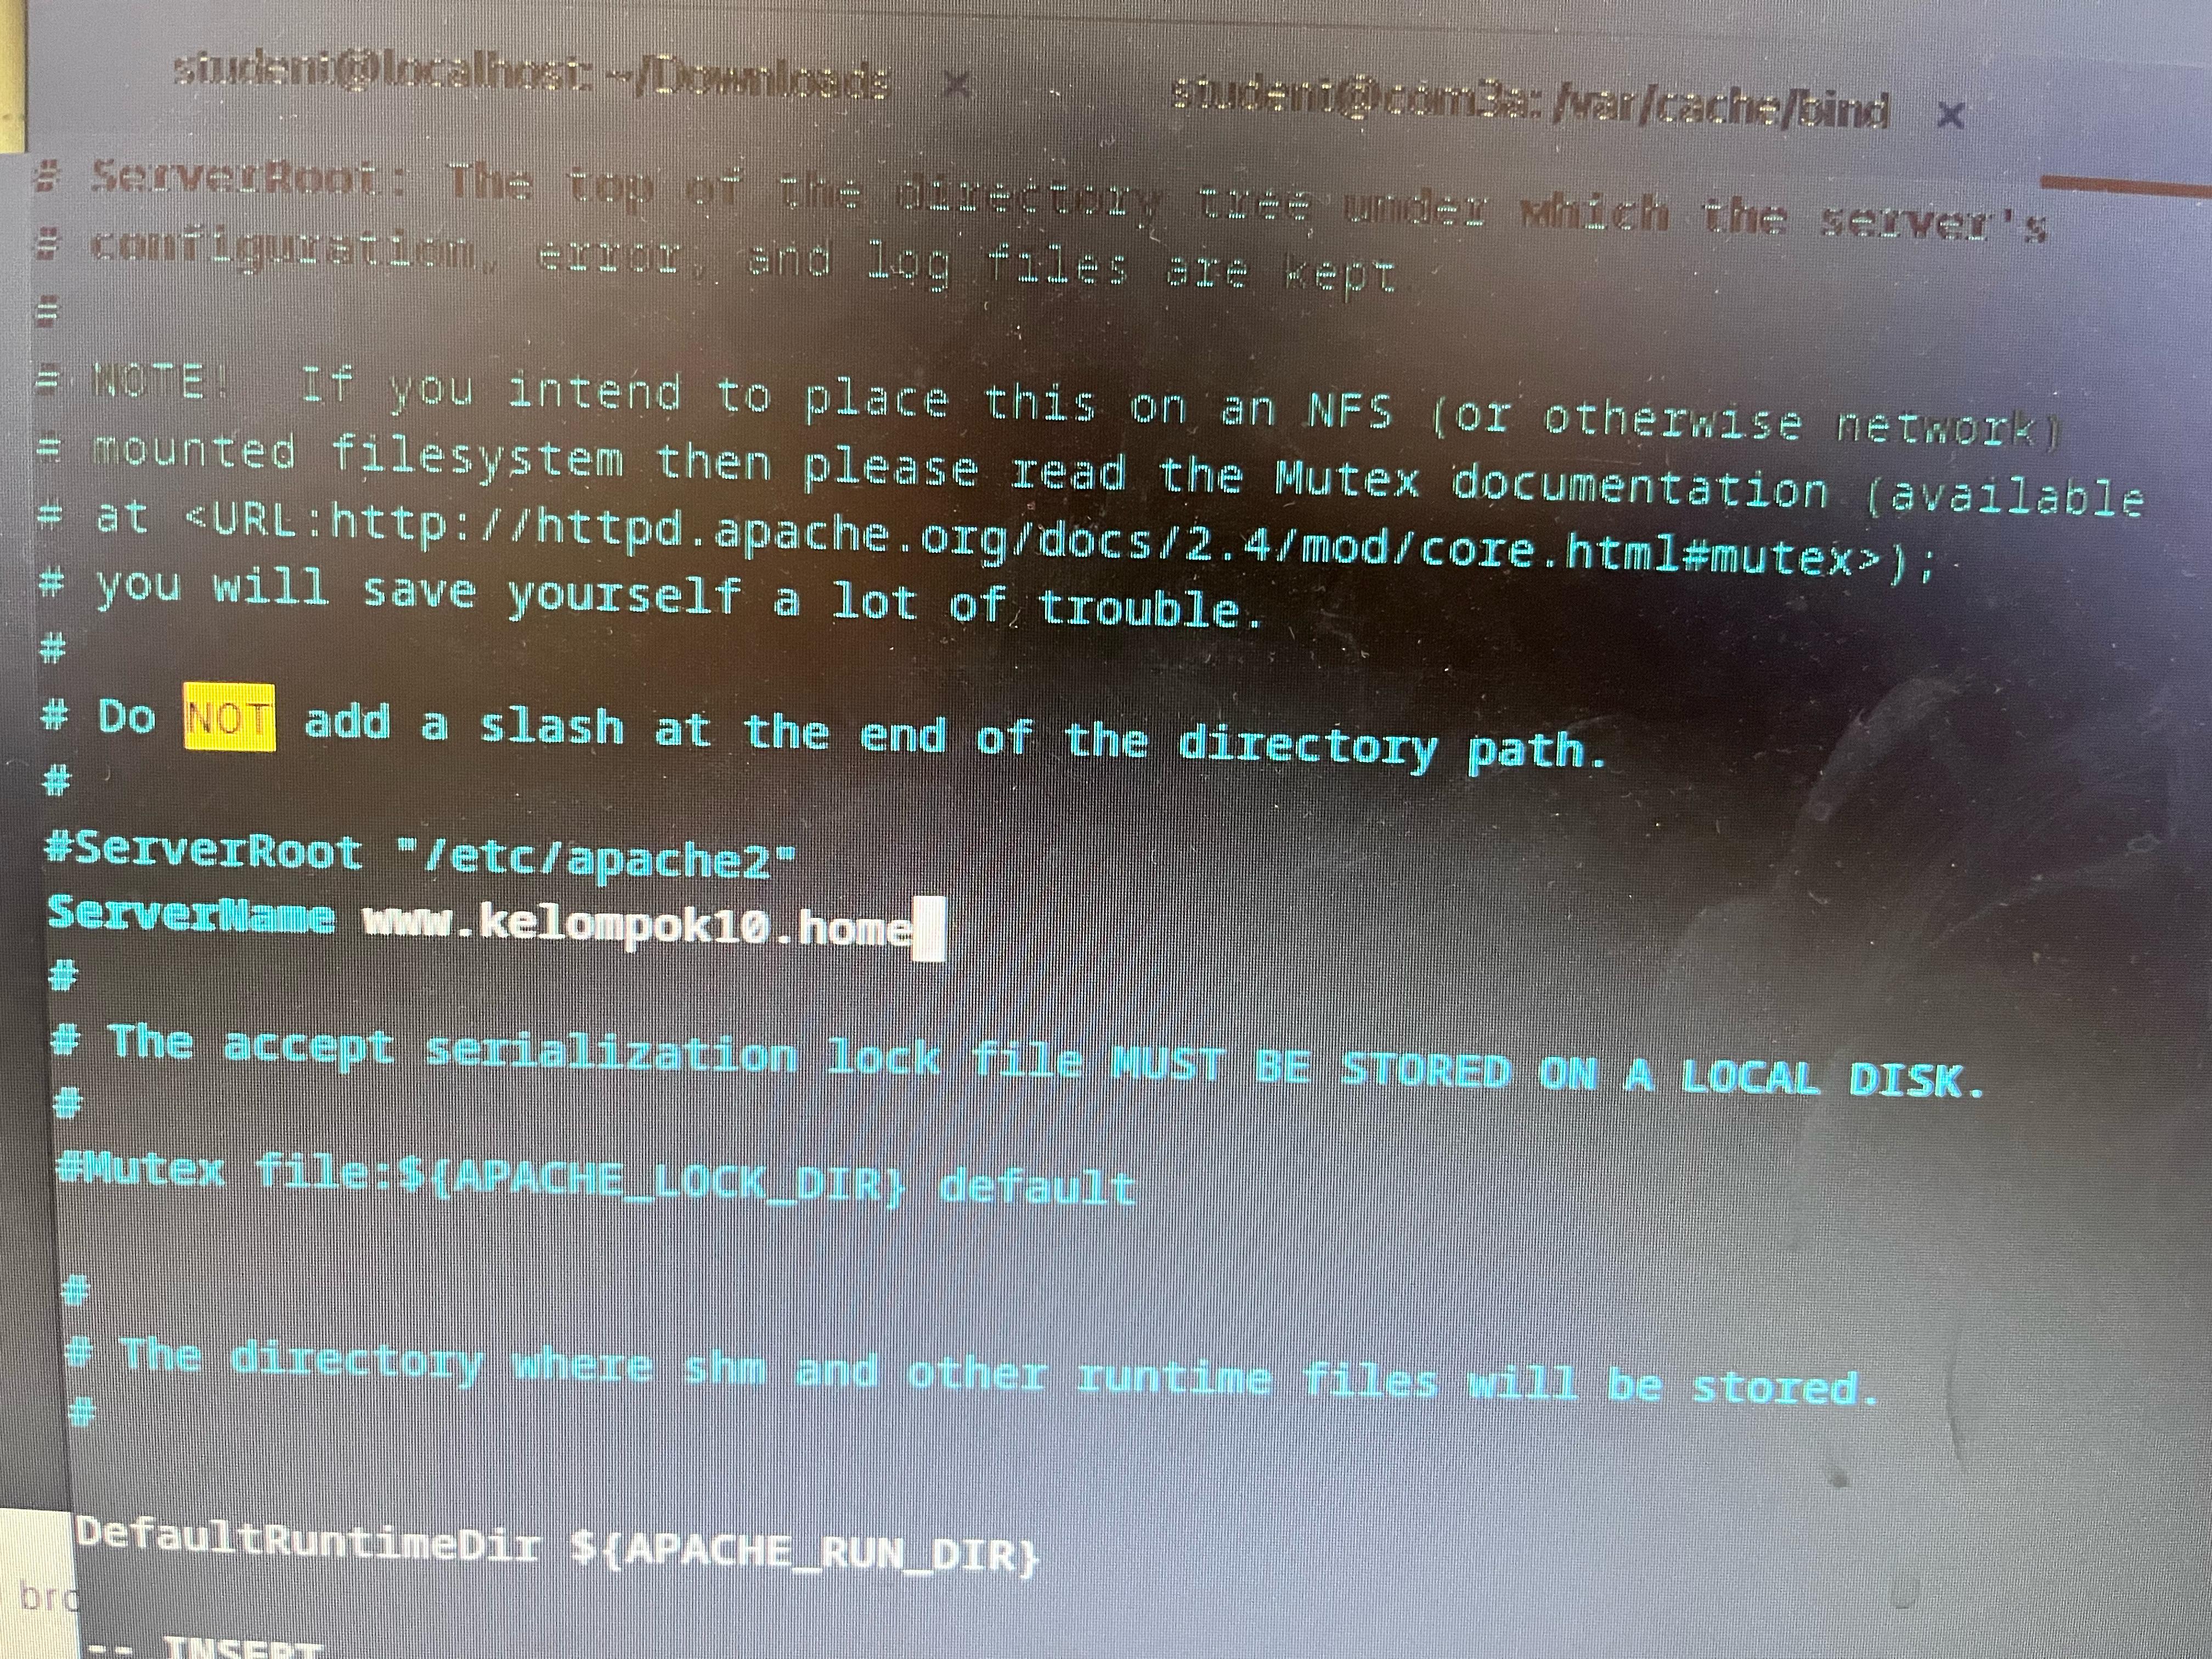 student@localhost: ~/Downloads × student@com3a: /var/cache/bind ×
# ServerRoot: The top of the directory tree under which the server's
# configuration, error, and log files are kept.
#
# NOTE! If you intend to place this on an NFS (or otherwise network)
# mounted filesystem then please read the Mutex documentation (available
# at <URL:http://httpd.apache.org/docs/2.4/mod/core.html#mutex>);
# you will save yourself a lot of trouble.
#
# Do NOT add a slash at the end of the directory path.
#
#ServerRoot "/etc/apache2"
ServerName www.kelompok10.home
#
# The accept serialization lock file MUST BE STORED ON A LOCAL DISK.
#
#Mutex file:${APACHE_LOCK_DIR} default
#
# The directory where shm and other runtime files will be stored.
#
DefaultRuntimeDir ${APACHE_RUN_DIR}
bro
-- INSERT